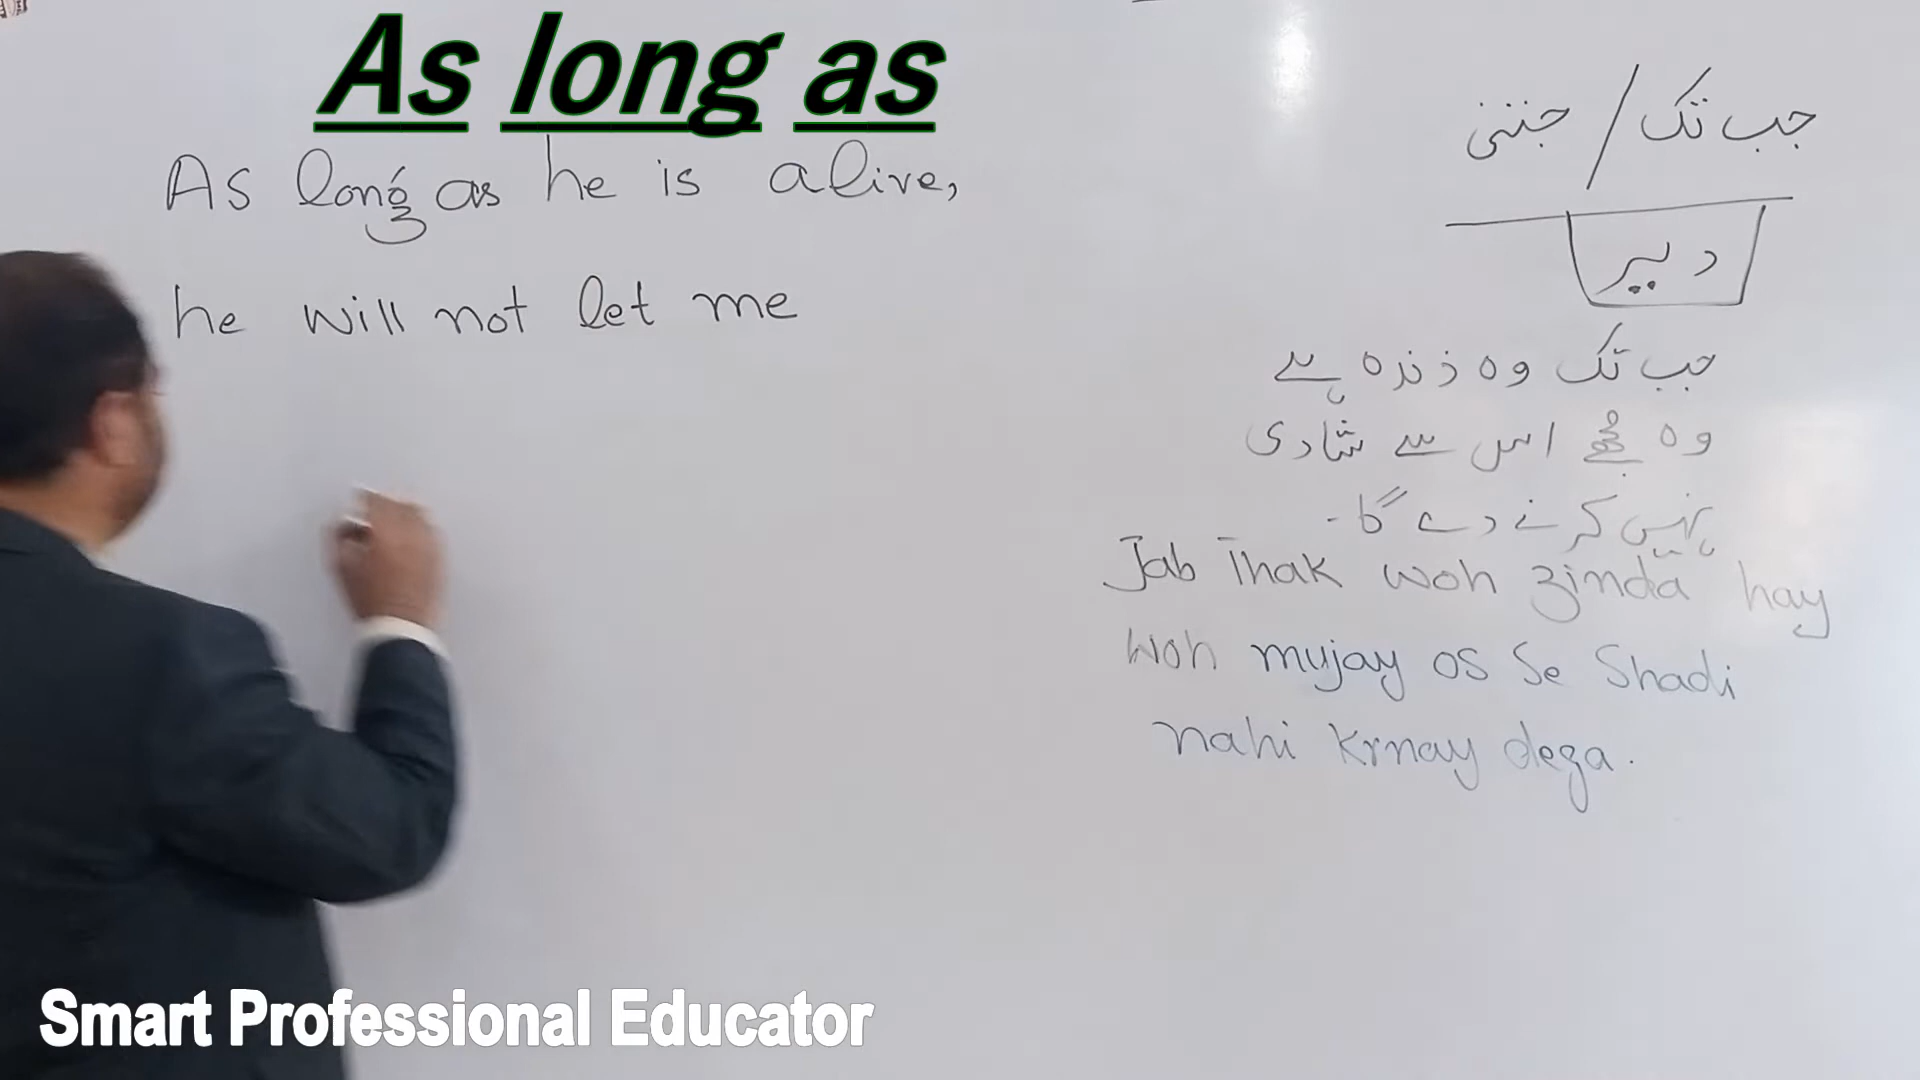 As long as
As long as he is alive,
he will not let me
جب تک / جتنی
دیر
جب تک وہ ذندہ ہے
وہ مجھے اس سے شادی
نہیں کرنے دے گا -
Jab Thak woh zinda hay
woh mujay os Se Shadi
nahi Krnay dega.
Smart Professional Educator